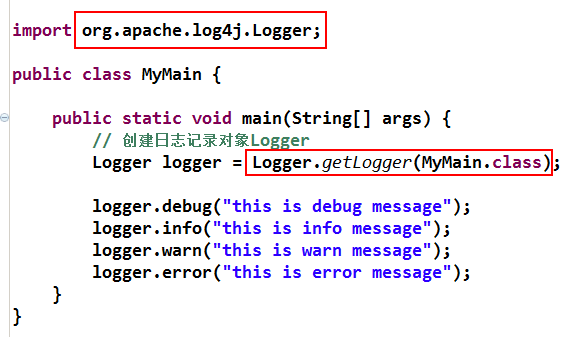 import org.apache.log4j.Logger;
public class MyMain {
public static void main(String[] args) {
// 创建日志记录对象Logger
Logger logger = Logger.getLogger(MyMain.class);
logger.debug("this is debug message");
logger.info("this is info message");
logger.warn("this is warn message");
logger.error("this is error message");
}
}